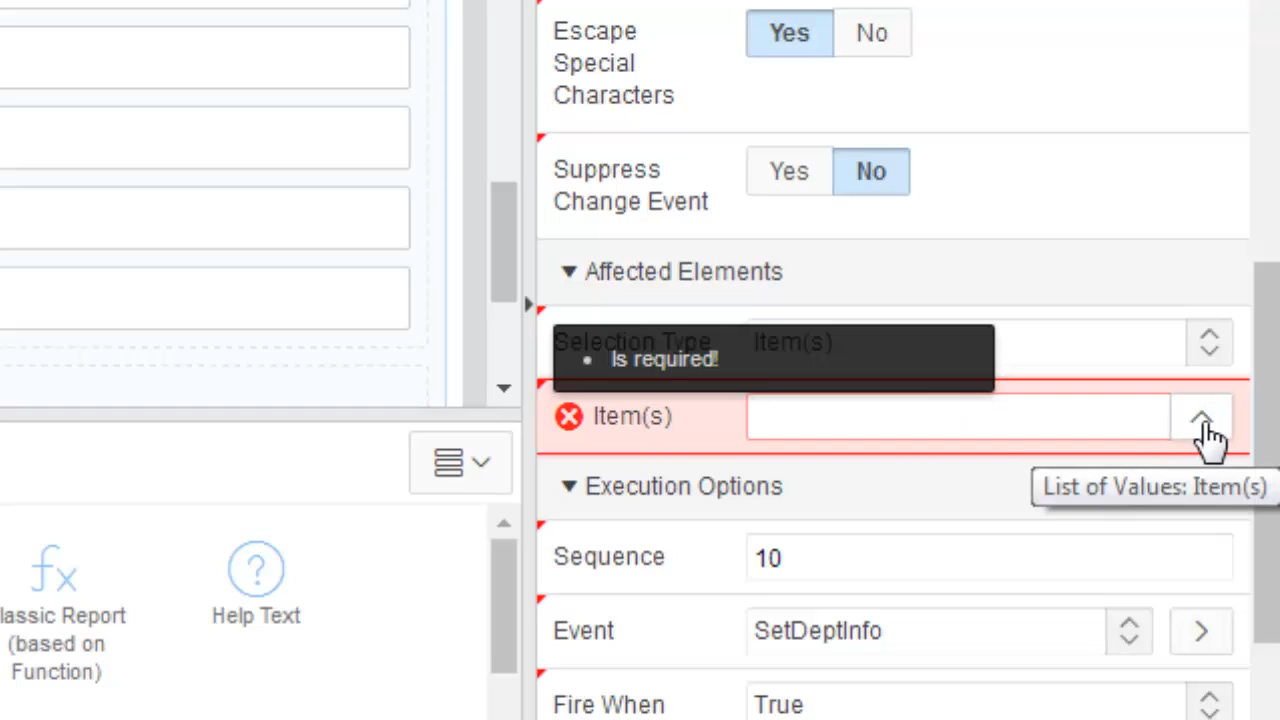 Escape
Special
Characters
Yes
No
Suppress
Change Event
Yes
No
Affected Elements
Selection Type
Item(s)
Is required!
Item(s)
List of Values: Item(s)
Execution Options
Sequence
10
Event
SetDeptInfo
Fire When
True
lassic Report
(based on
Function)
Help Text